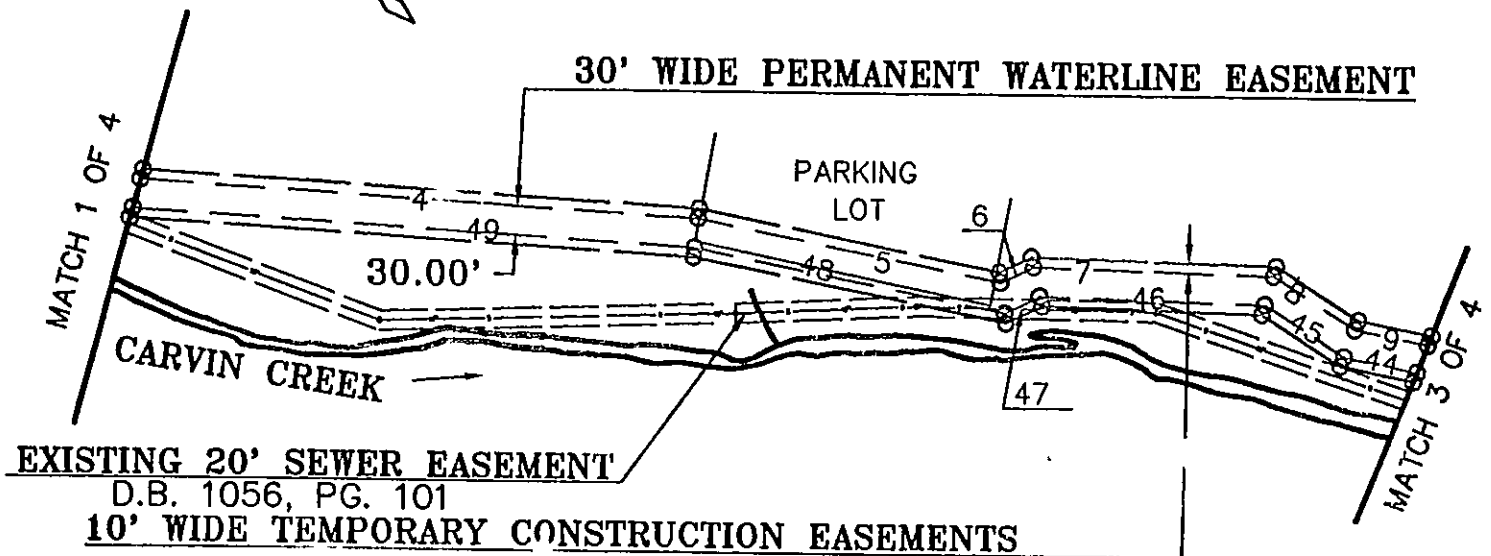 30' WIDE PERMANENT WATERLINE EASEMENT
MATCH 1 OF 4
PARKING
LOT
4
49
30.00'
48
5
6
7
46
8
45
9
44
47
MATCH 3 OF 4
CARVIN CREEK
EXISTING 20' SEWER EASEMENT
D.B. 1056, PG. 101
10' WIDE TEMPORARY CONSTRUCTION EASEMENTS